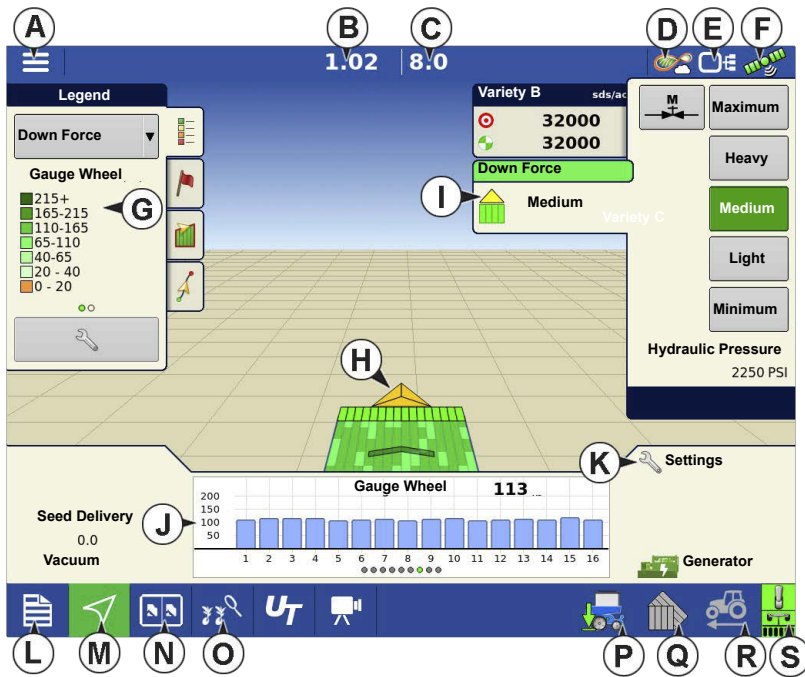 A
B
C
D
E
F
1.02
8.0
Legend
Down Force
Gauge Wheel
215+
165-215
110-165
65-110
40-65
20 - 40
0 - 20
G
Variety B sds/ac
32000
32000
Down Force
Medium
I
Variety C
M
Maximum
Heavy
Medium
Light
Minimum
Hydraulic Pressure
2250 PSI
H
K
Settings
Seed Delivery
0.0
Vacuum
J
Gauge Wheel 113
200
150
100
50
1 2 3 4 5 6 7 8 9 10 11 12 13 14 15 16
Generator
UT
L
M
N
O
P
Q
R
S